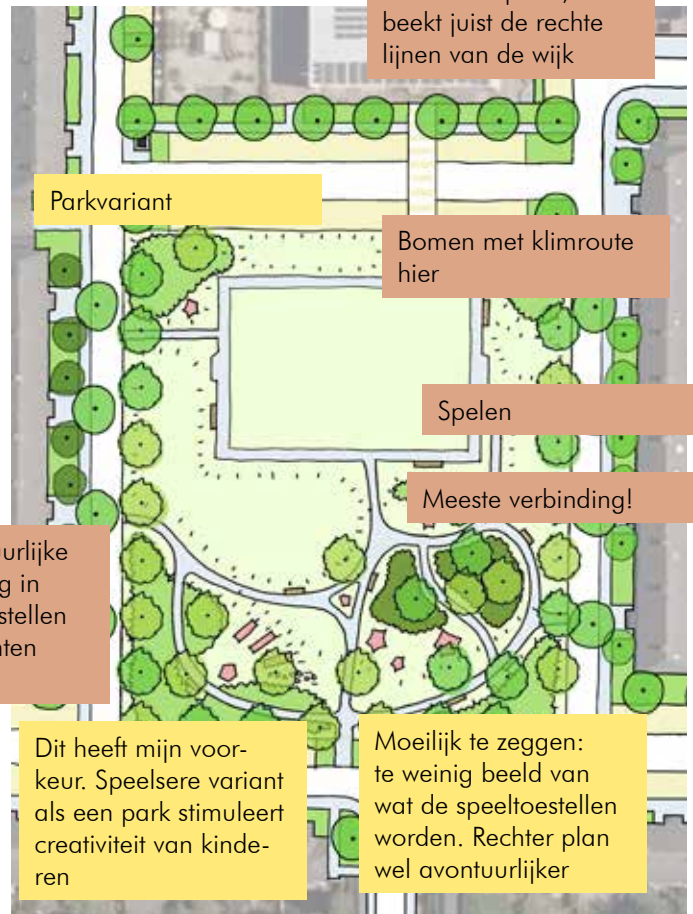 beekt juist de rechte
lijnen van de wijk
Parkvariant
Bomen met klimroute
hier
Spelen
Meeste verbinding!
in
Dit heeft mijn voor-
keur. Speelsere variant
als een park stimuleert
creativiteit van kinde-
ren
Moeilijk te zeggen:
te weinig beeld van
wat de speeltoestellen
worden. Rechter plan
wel avontuurlijker